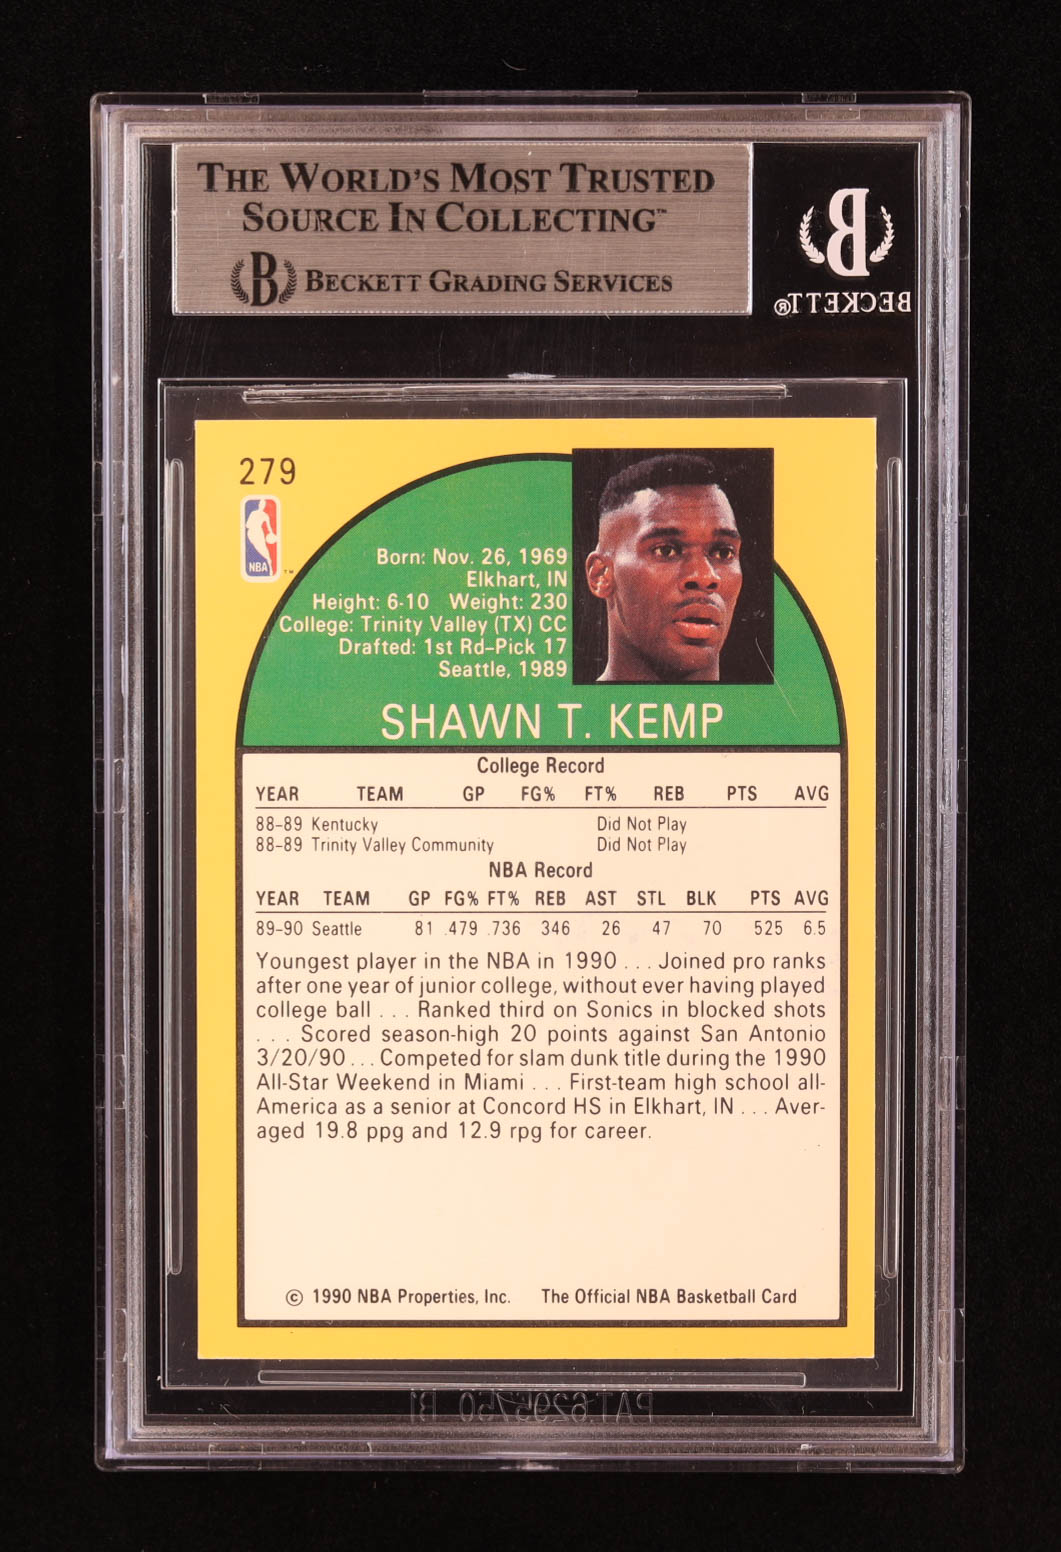 THE WORLD'S MOST TRUSTED
SOURCE IN COLLECTING™
B BECKETT GRADING SERVICES
B
BECKETT®
279
NBA ™
Born: Nov. 26, 1969
Elkhart, IN
Height: 6-10 Weight: 230
College: Trinity Valley (TX) CC
Drafted: 1st Rd–Pick 17
Seattle, 1989
SHAWN T. KEMP
College Record
YEAR TEAM GP FG% FT% REB PTS AVG
88–89 Kentucky Did Not Play
88–89 Trinity Valley Community Did Not Play
NBA Record
YEAR TEAM GP FG% FT% REB AST STL BLK PTS AVG
89–90 Seattle 81 .479 .736 346 26 47 70 525 6.5
Youngest player in the NBA in 1990 . . . Joined pro ranks
after one year of junior college, without ever having played
college ball . . . Ranked third on Sonics in blocked shots
. . . Scored season-high 20 points against San Antonio
3/20/90 . . . Competed for slam dunk title during the 1990
All-Star Weekend in Miami . . . First-team high school all-
America as a senior at Concord HS in Elkhart, IN . . . Aver-
aged 19.8 ppg and 12.9 rpg for career.
© 1990 NBA Properties, Inc. The Official NBA Basketball Card
PAT.6295750 B1